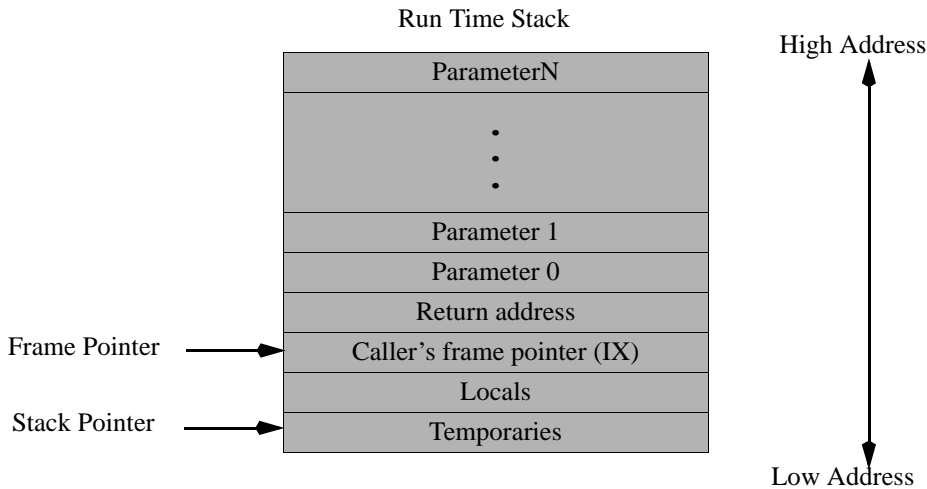 Run Time Stack
High Address
ParameterN
Parameter 1
Parameter 0
Return address
Frame Pointer
Caller's frame pointer (IX)
Locals
Stack Pointer
Temporaries
Low Address